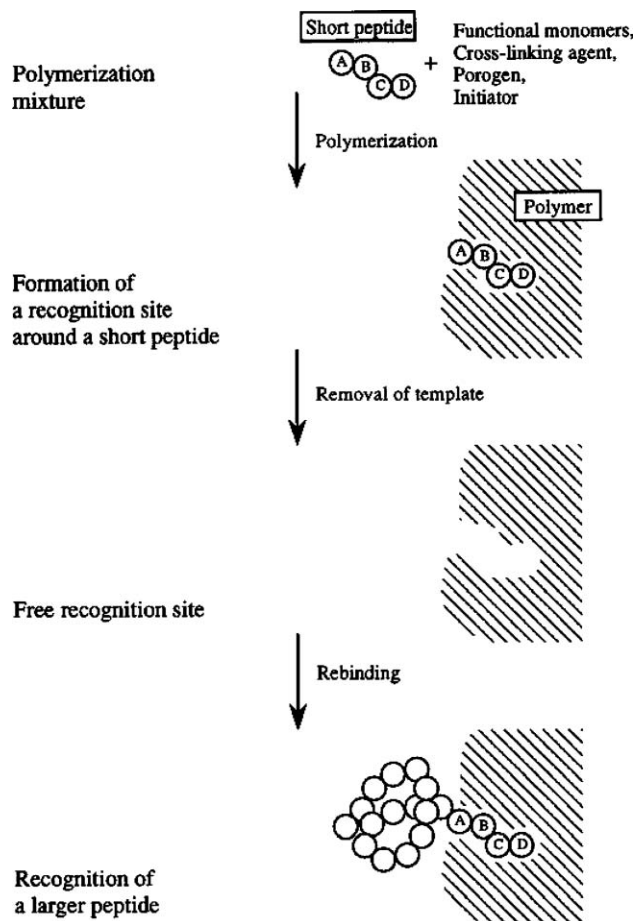 Short peptide
A B C D
+
Functional monomers,
Cross-linking agent,
Porogen,
Initiator
Polymerization
mixture
Polymerization
Polymer
A B C D
Formation of
a recognition site
around a short peptide
Removal of template
Free recognition site
Rebinding
A B C D
Recognition of
a larger peptide